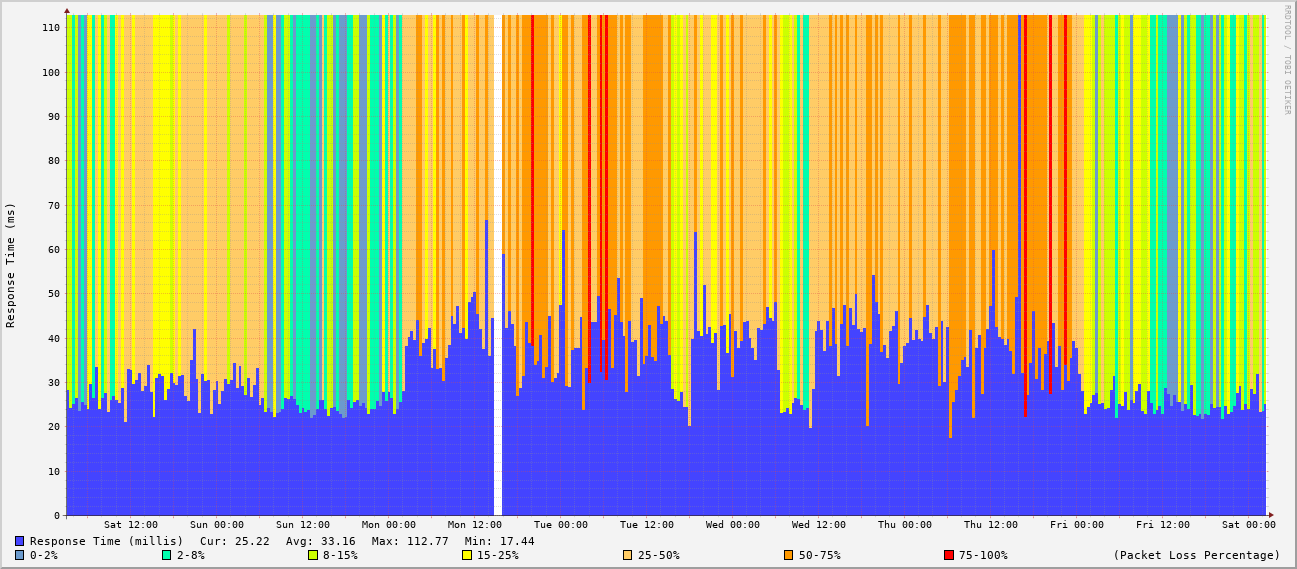 RRDTOOL / TOBI OETIKER
Response Time (ms)
110
100
90
80
70
60
50
40
30
20
10
0
Sat 12:00 Sun 00:00 Sun 12:00 Mon 00:00 Mon 12:00 Tue 00:00 Tue 12:00 Wed 00:00 Wed 12:00 Thu 00:00 Thu 12:00 Fri 00:00 Fri 12:00 Sat 00:00
Response Time (millis) Cur: 25.22 Avg: 33.16 Max: 112.77 Min: 17.44
0-2% 2-8% 8-15% 15-25% 25-50% 50-75% 75-100% (Packet Loss Percentage)